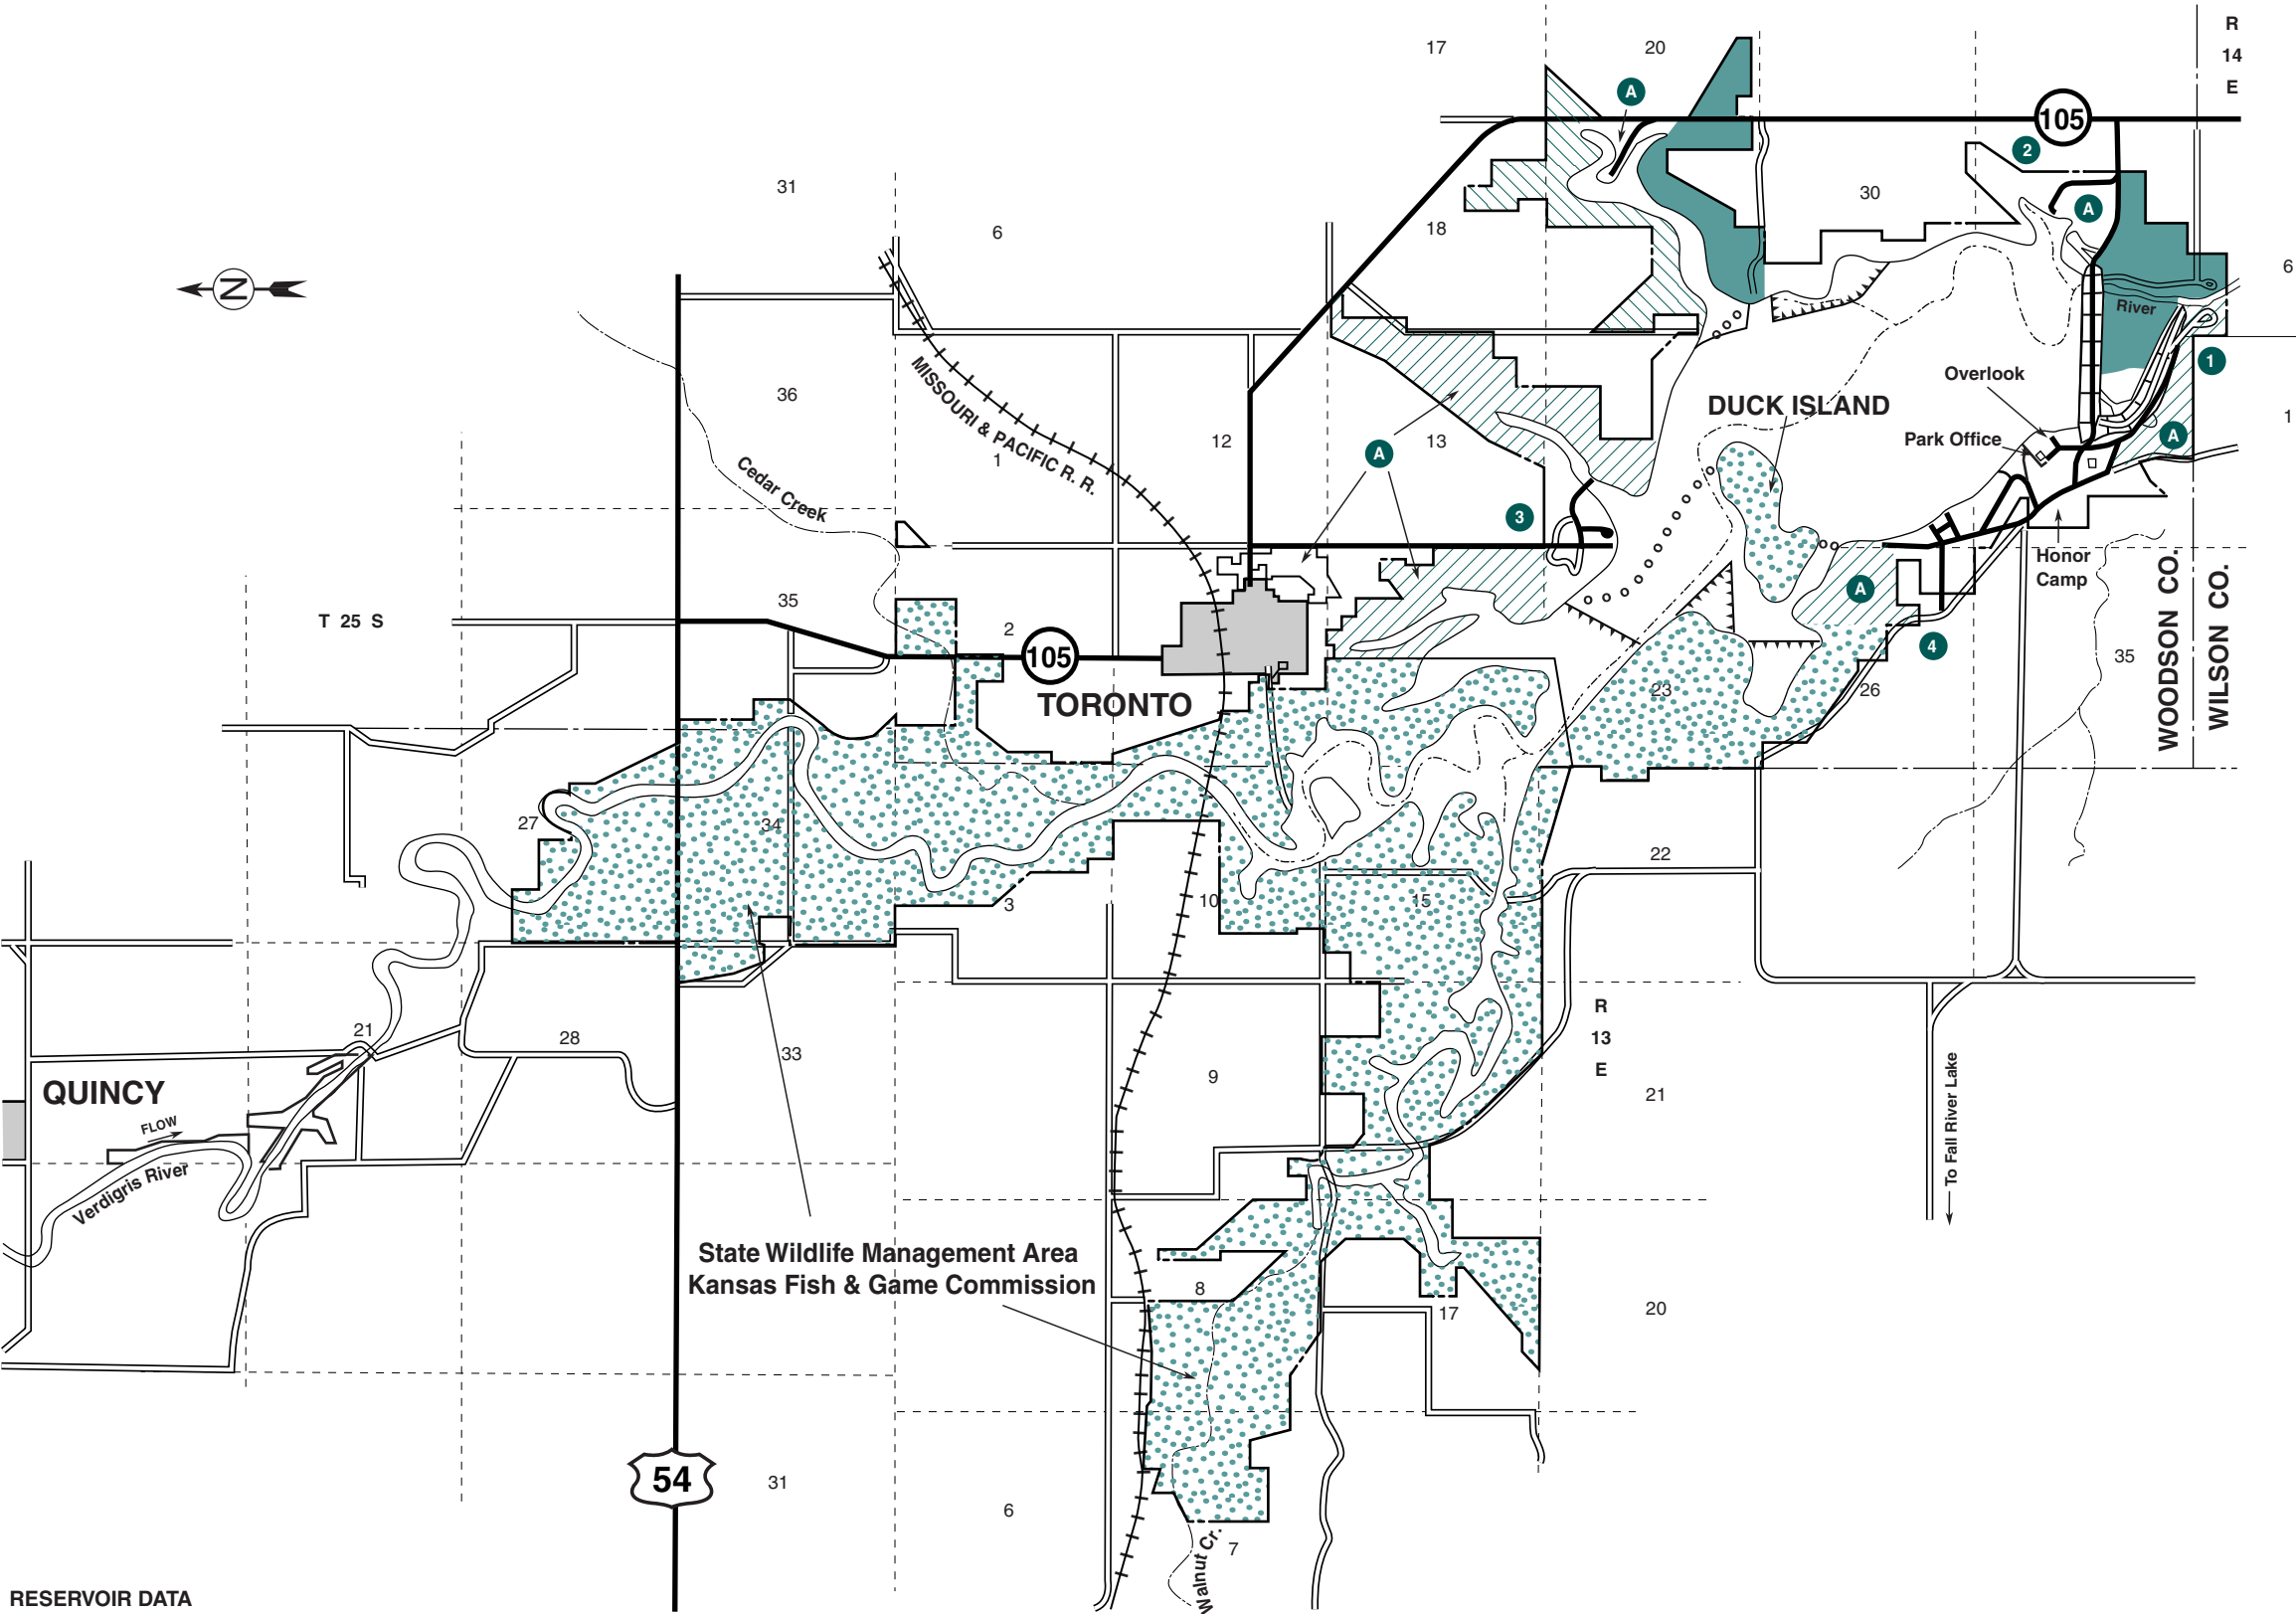 R
14
E
17
20
A
105
2
31
30
A
6
18
N
6
River
1
Overlook
36
MISSOURI & PACIFIC R. R.
DUCK ISLAND
1
Park Office
12
13
A
A
1
Cedar Creek
3
Honor
Camp
WOODSON CO.
WILSON CO.
A
35
T 25 S
2
105
4
35
23
26
TORONTO
27
34
22
3
10
15
R
13
E
21
28
33
9
21
QUINCY
FLOW
Verdigris River
To Fall River Lake
State Wildlife Management Area
Kansas Fish & Game Commission
8
17
20
54
31
6
7
Walnut Cr.
RESERVOIR DATA